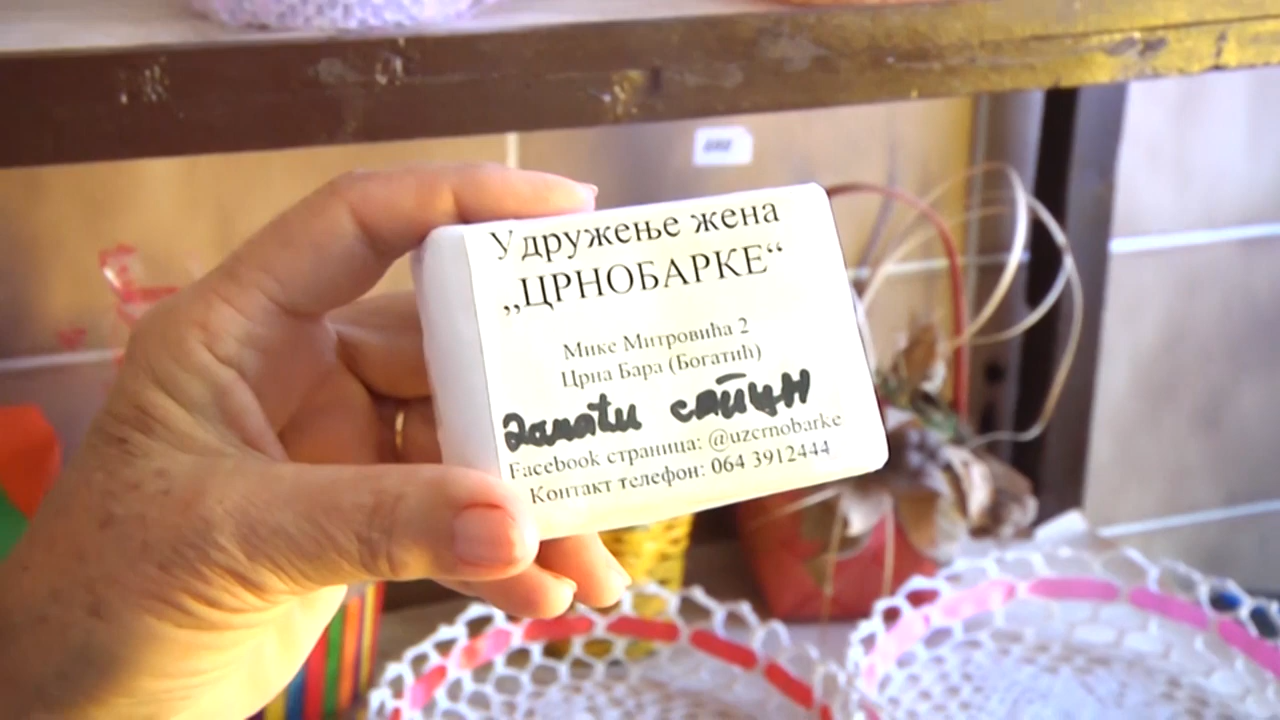 Удружење жена
„ЦРНОБАРКЕ“
Мике Митровића 2
Црна Бара (Богатић)
Facebook страница: @uzcrnobarke
Контакт телефон: 064 3912444